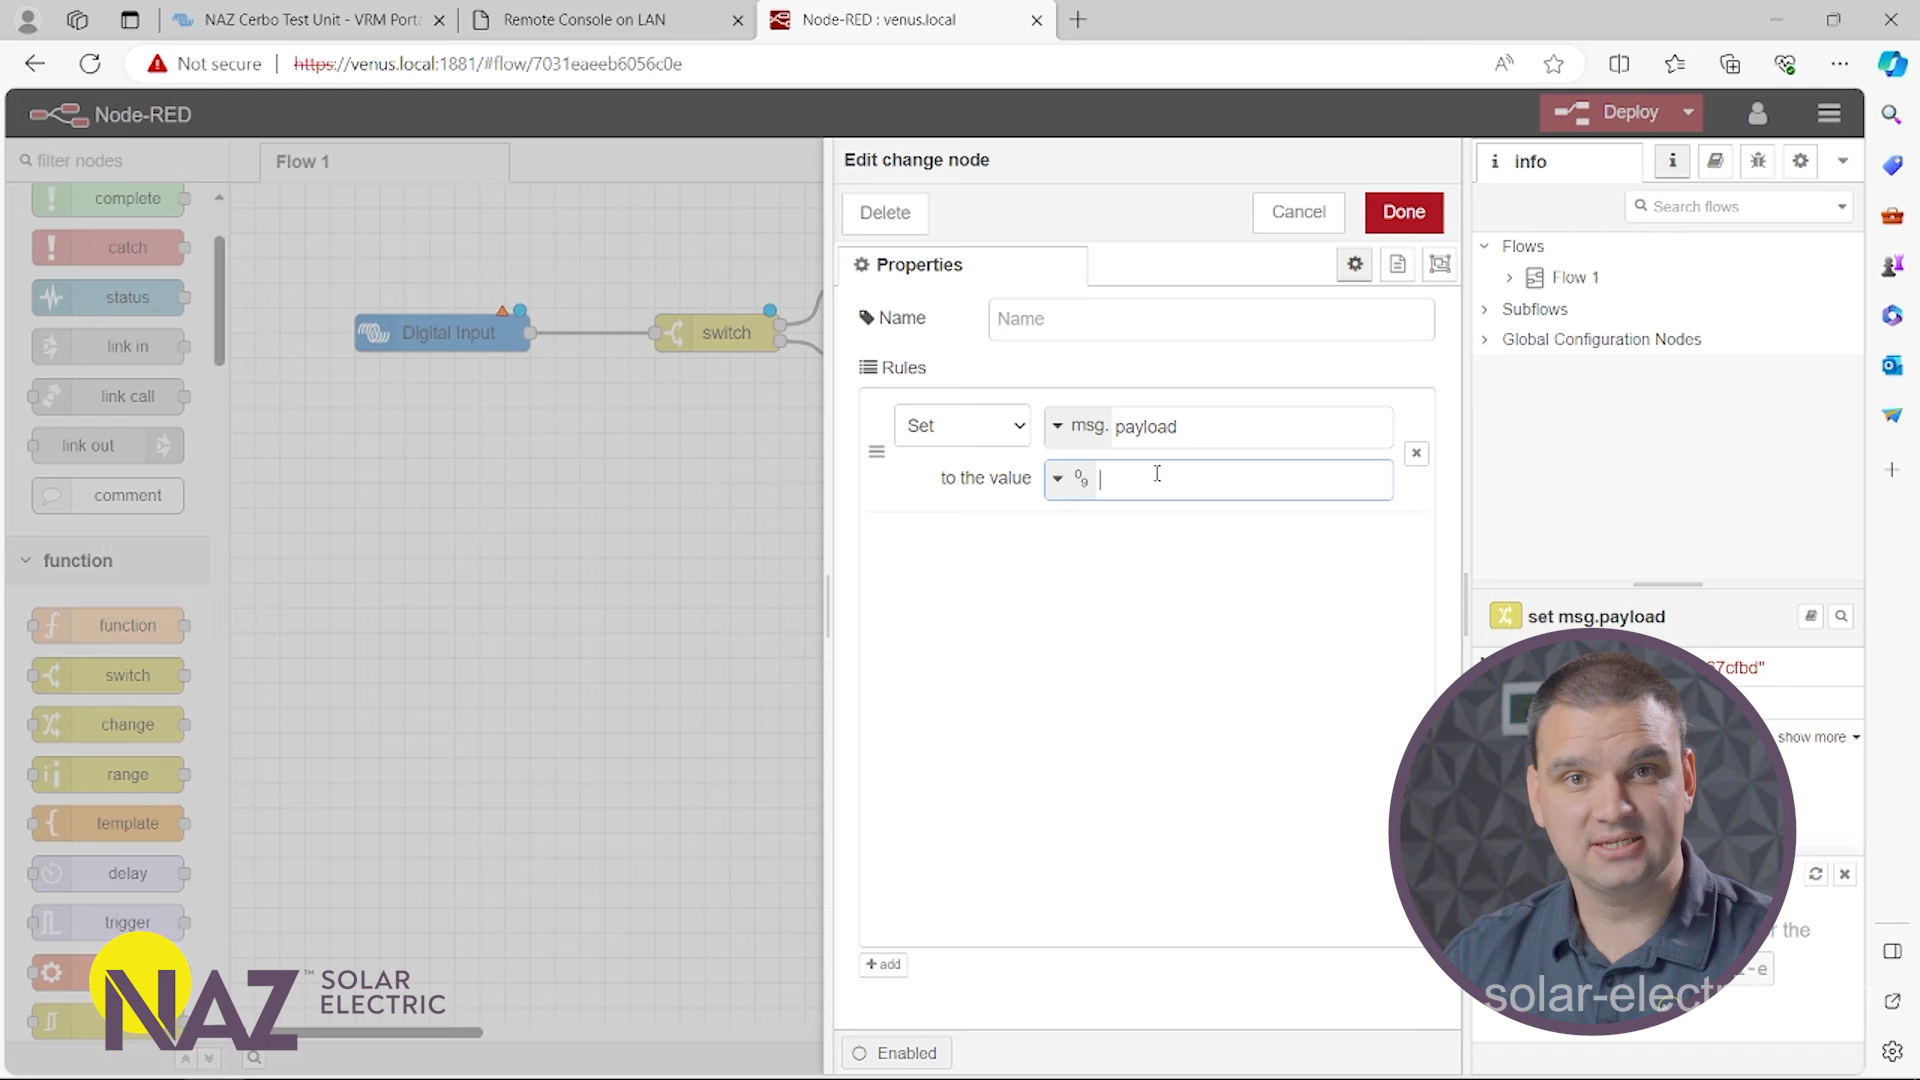 NAZ Cerbo Test Unit - VRM Porta
Remote Console on LAN
Node-RED : venus.local
Not secure
https://venus.local:1881/#flow/7031eaeeb6056c0e
Node-RED
Deploy
filter nodes
Flow 1
Edit change node
info
Delete
Cancel
Done
Search flows
complete
catch
status
link in
link call
link out
comment
function
function
switch
change
range
template
delay
trigger
Digital Input
switch
Properties
Name
Name
Rules
Set
msg. payload
to the value
add
Enabled
Flows
Flow 1
Subflows
Global Configuration Nodes
set msg.payload
67cfbd"
show more
r the
z-e
NAZ™ SOLAR
ELECTRIC
solar-electr